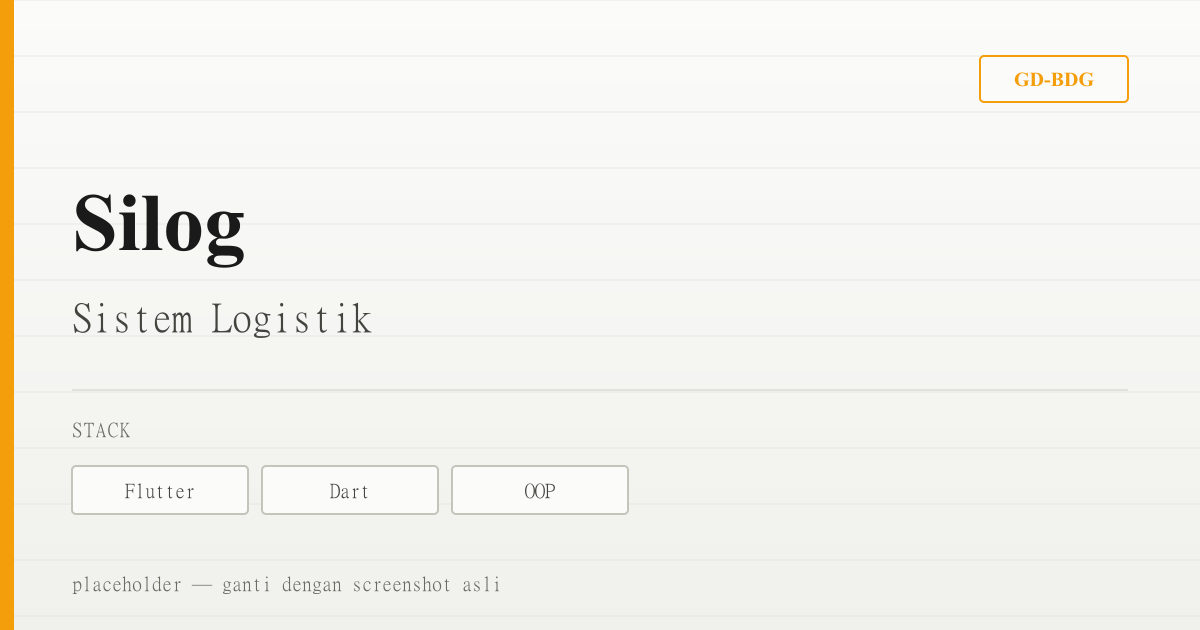 GD-BDG
Silog
Sistem Logistik
STACK
Flutter Dart OOP
placeholder — ganti dengan screenshot asli